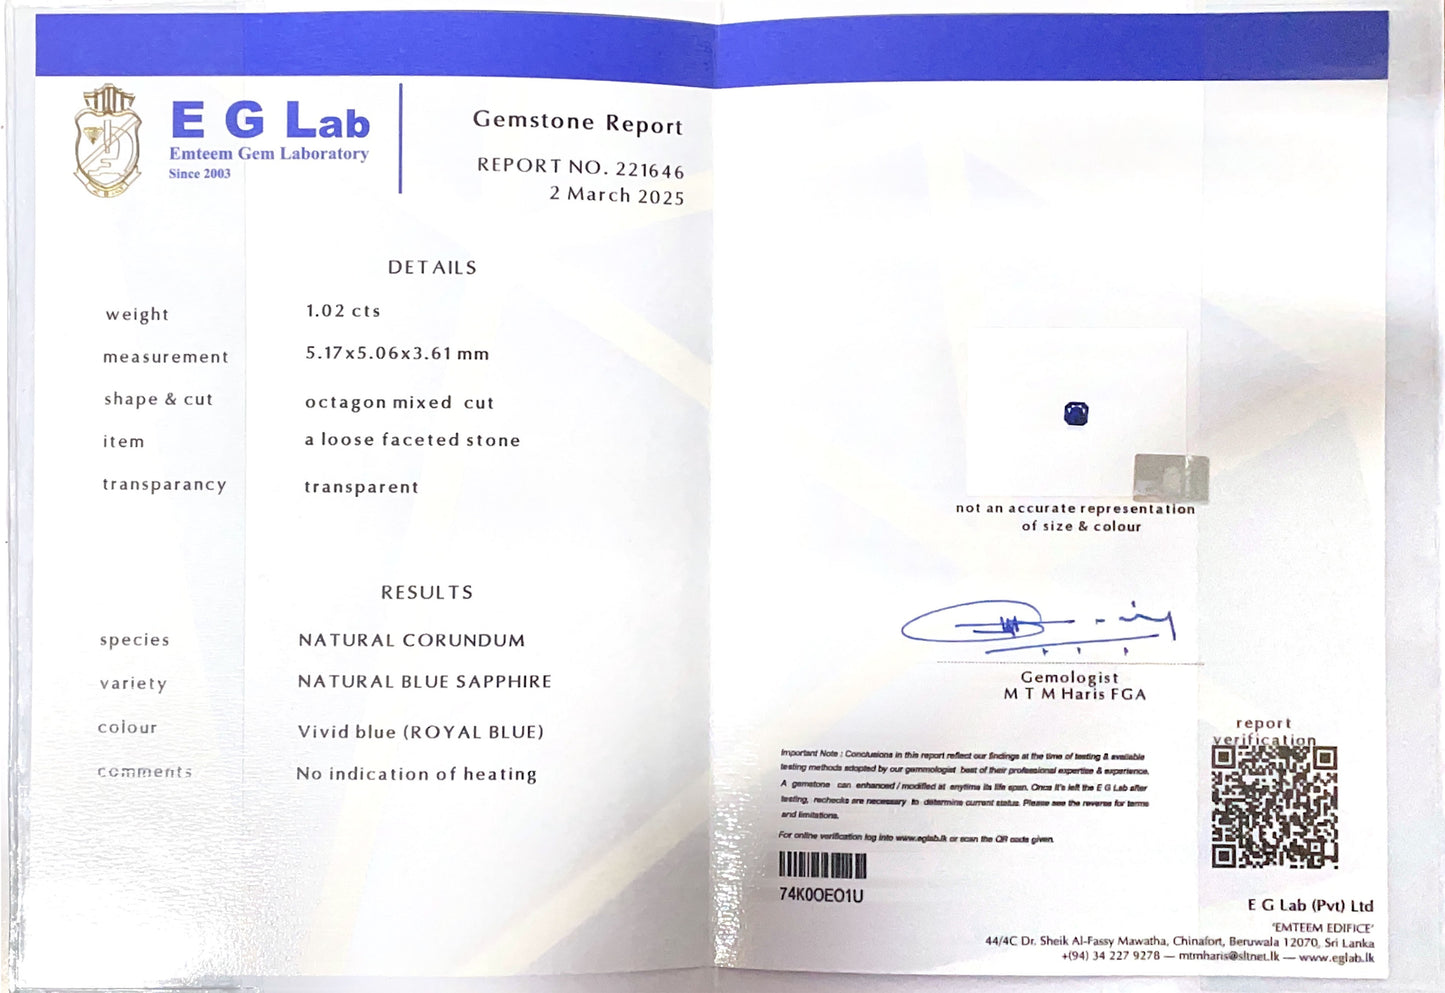 E G Lab
Emteem Gem Laboratory
Since 2003
Gemstone Report
REPORT NO. 221646
2 March 2025
DETAILS
weight 1.02 cts
measurement 5.17x5.06x3.61 mm
shape & cut octagon mixed cut
item a loose faceted stone
transparancy transparent
RESULTS
species NATURAL CORUNDUM
variety NATURAL BLUE SAPPHIRE
colour Vivid blue (ROYAL BLUE)
comments No indication of heating
not an accurate representation
of size & colour
Gemologist
M T M Haris FGA
report
verification
Important Note : Conclusions in this report reflect our findings at the time of testing & available
testing methods adopted by our gemmologist best of their professional expertise & experience.
A gemstone can enhanced / modified at anytime its life span. Once it's left the E G Lab after
testing, rechecks are necessary to determine current status. Please see the reverse for terms
and limitations.
For online verification log into www.eglab.lk or scan the QR code given.
74K0OEO1U
E G Lab (Pvt) Ltd
'EMTEEM EDIFICE'
44/4C Dr. Sheik Al-Fassy Mawatha, Chinafort, Beruwala 12070, Sri Lanka
+(94) 34 227 9278 — mtmharis@sltnet.lk — www.eglab.lk